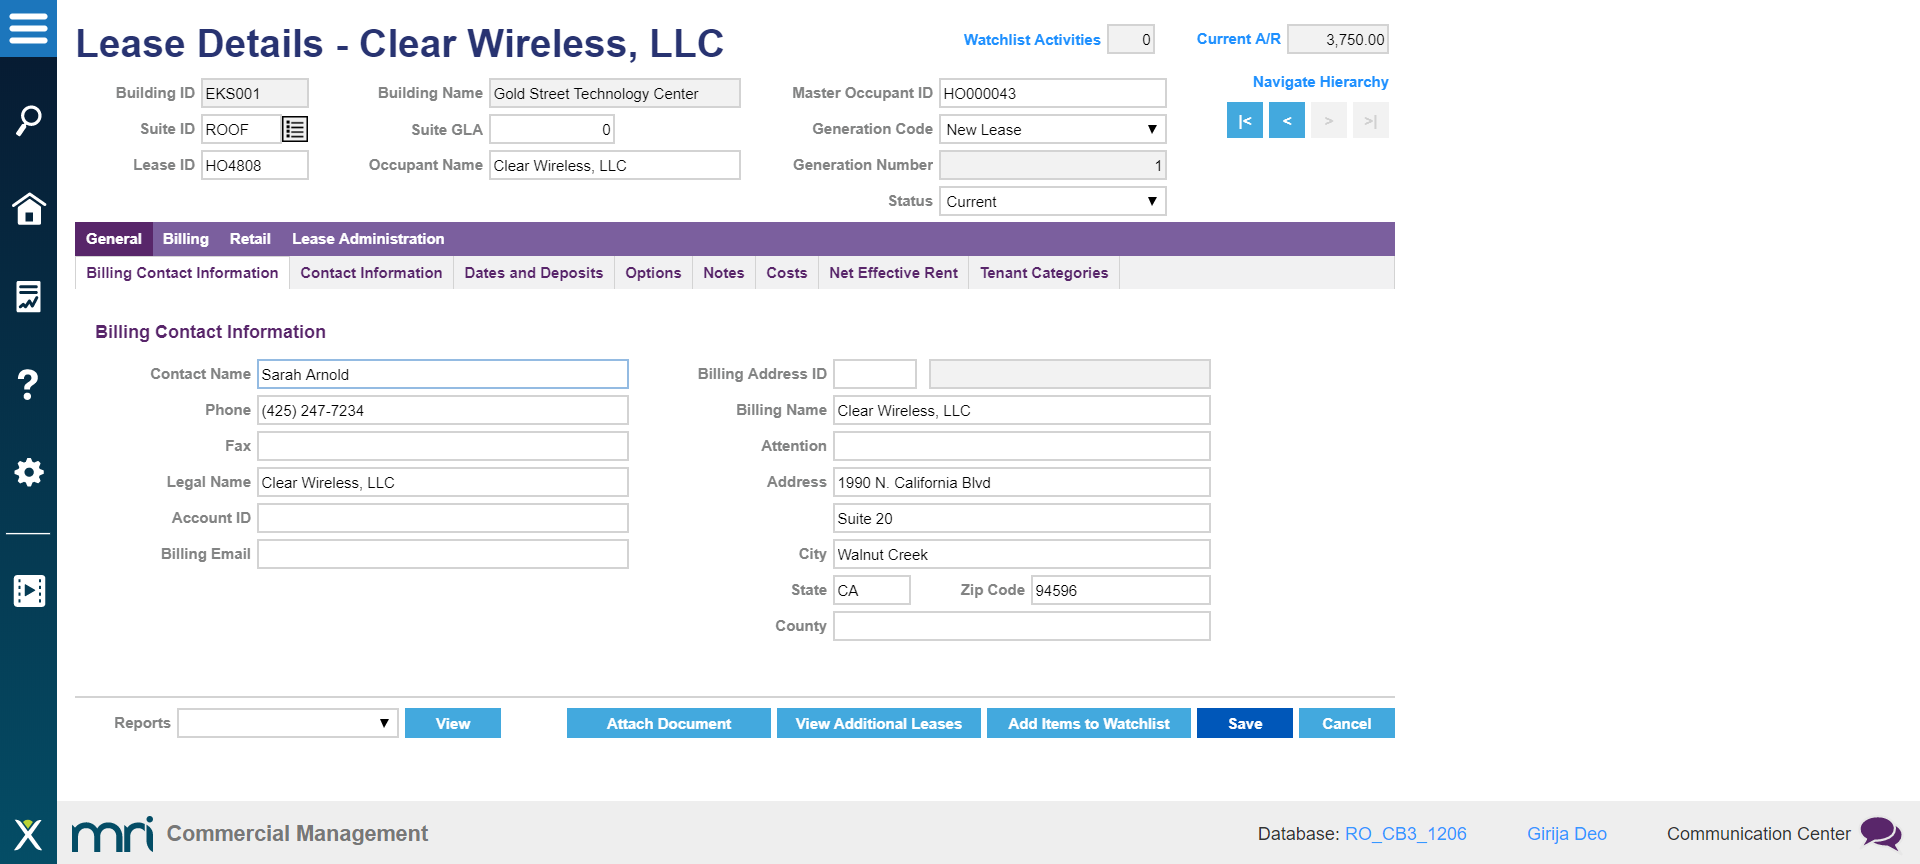 Lease Details - Clear Wireless, LLC
Watchlist Activities 0 Current A/R 3,750.00
Building ID EKS001 Building Name Gold Street Technology Center Master Occupant ID HO000043 Navigate Hierarchy
Suite ID ROOF Suite GLA 0 Generation Code New Lease |< < > >|
Lease ID HO4808 Occupant Name Clear Wireless, LLC Generation Number 1
Status Current
General Billing Retail Lease Administration
Billing Contact Information Contact Information Dates and Deposits Options Notes Costs Net Effective Rent Tenant Categories
Billing Contact Information
Contact Name Sarah Arnold Billing Address ID
Phone (425) 247-7234 Billing Name Clear Wireless, LLC
Fax Attention
Legal Name Clear Wireless, LLC Address 1990 N. California Blvd
Account ID Suite 20
Billing Email City Walnut Creek
State CA Zip Code 94596
County
Reports View Attach Document View Additional Leases Add Items to Watchlist Save Cancel
mri Commercial Management Database: RO_CB3_1206 Girija Deo Communication Center